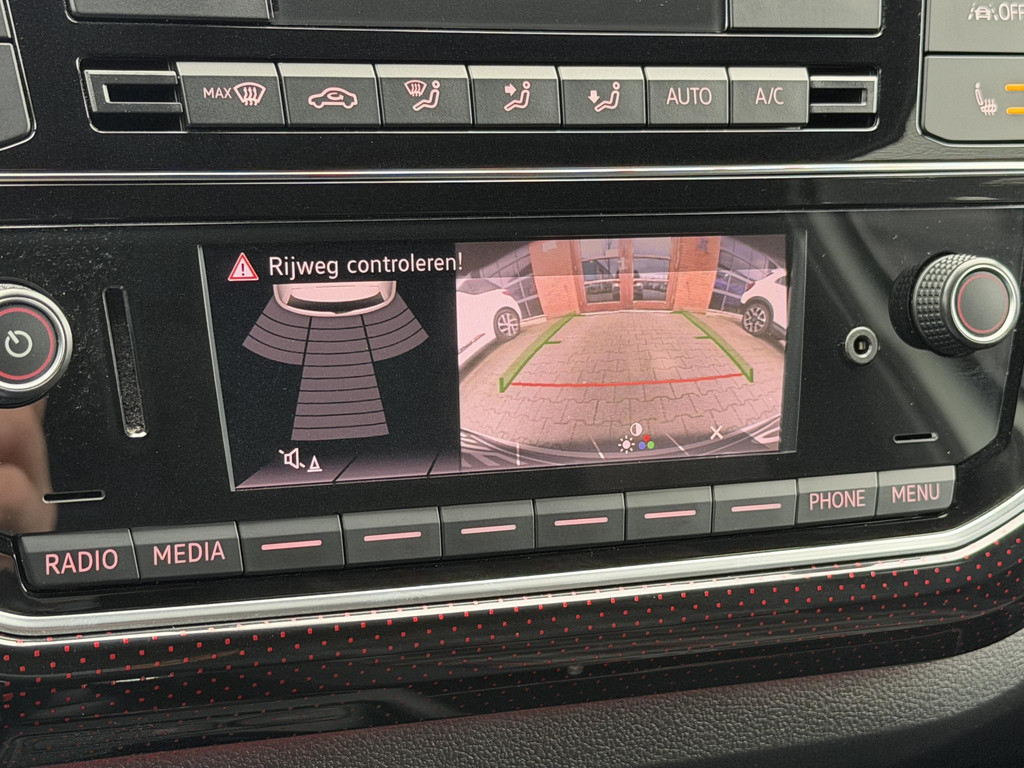 OFF
MAX
AUTO
A/C
Rijweg controleren!
RADIO
MEDIA
PHONE
MENU